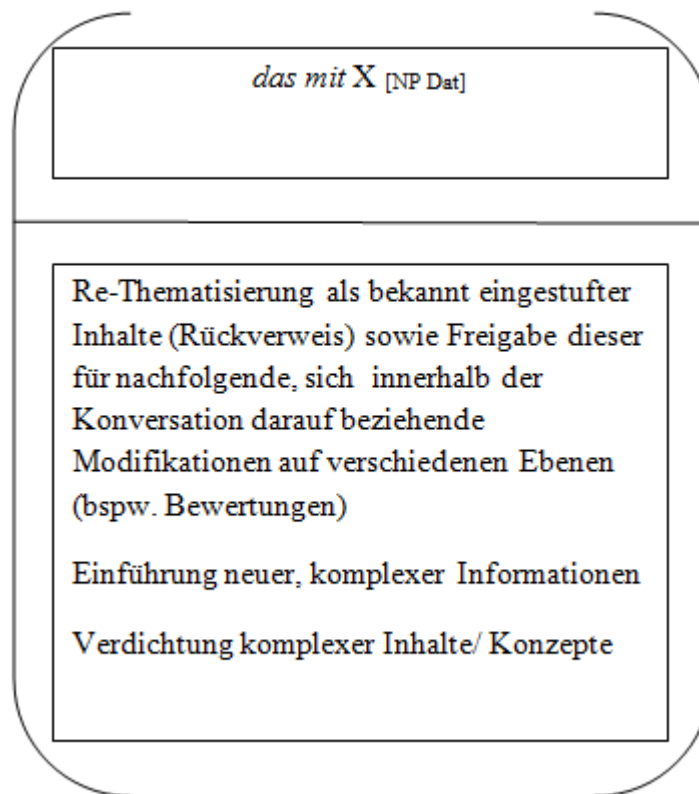 das mit X [NP Dat]
Re-Thematisierung als bekannt eingestufter
Inhalte (Rückverweis) sowie Freigabe dieser
für nachfolgende, sich innerhalb der
Konversation darauf beziehende
Modifikationen auf verschiedenen Ebenen
(bspw. Bewertungen)
Einführung neuer, komplexer Informationen
Verdichtung komplexer Inhalte/ Konzepte